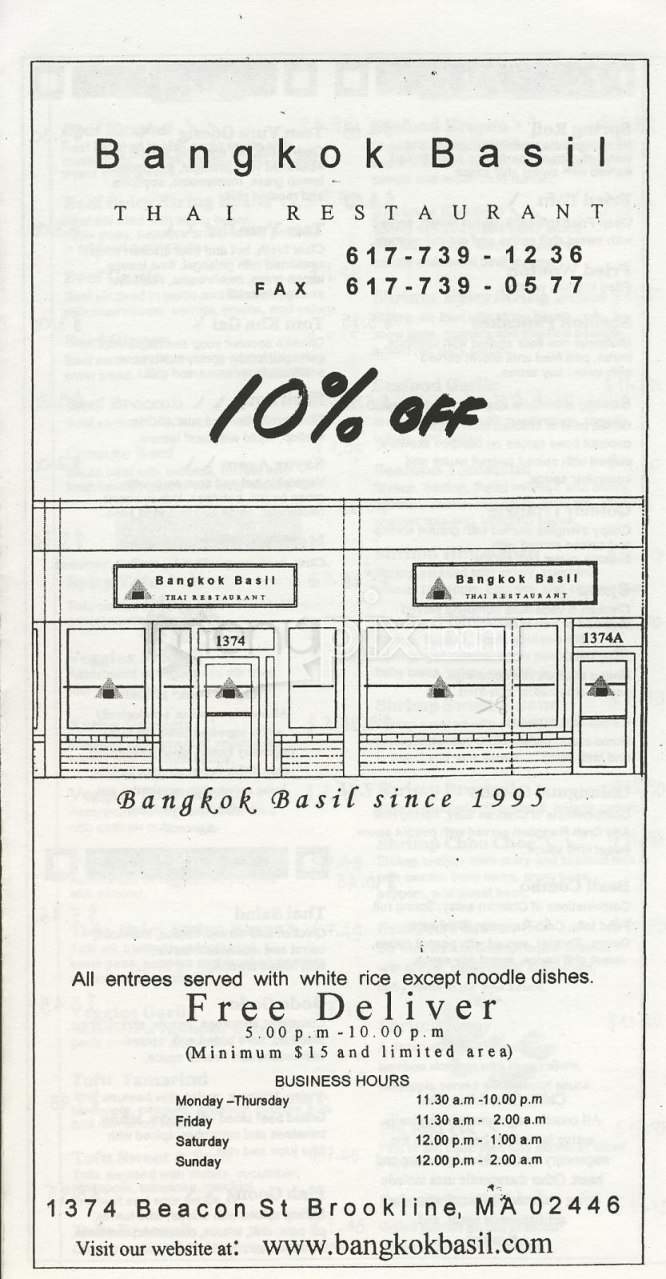 Bangkok Basil
THAI RESTAURANT
617-739-1236
FAX 617-739-0577
10% OFF
Bangkok Basil
THAI RESTAURANT
Bangkok Basil
THAI RESTAURANT
1374
1374A
Bangkok Basil since 1995
All entrees served with white rice except noodle dishes.
Free Deliver
5.00 p.m -10.00 p.m
(Minimum $15 and limited area)
BUSINESS HOURS
Monday –Thursday 11.30 a.m -10.00 p.m
Friday 11.30 a.m - 2.00 a.m
Saturday 12.00 p.m - 1.00 a.m
Sunday 12.00 p.m - 2.00 a.m
1374 Beacon St Brookline, MA 02446
Visit our website at: www.bangkokbasil.com